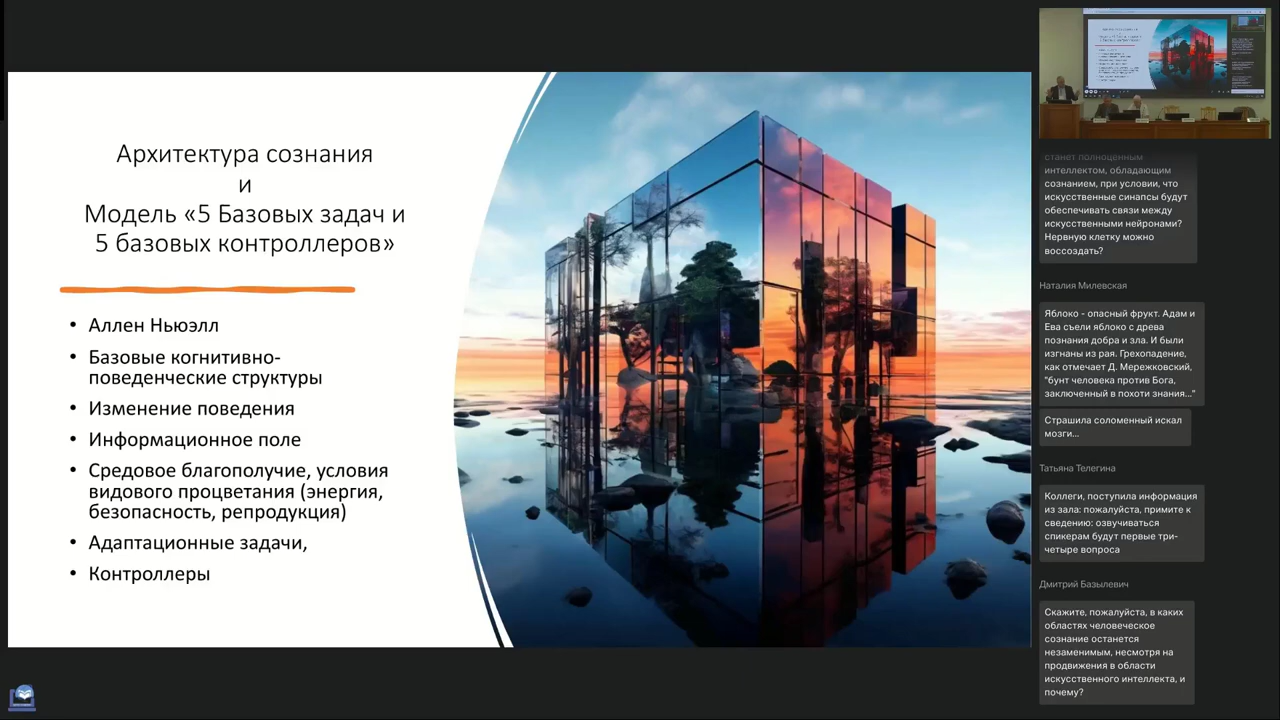 Архитектура сознания
и
Модель «5 Базовых задач и
5 базовых контроллеров»
• Аллен Ньюэлл
• Базовые когнитивно-
поведенческие структуры
• Изменение поведения
• Информационное поле
• Средовое благополучие, условия
видового процветания (энергия,
безопасность, репродукция)
• Адаптационные задачи,
• Контроллеры
станет полноценным
интеллектом, обладающим
сознанием, при условии, что
искусственные синапсы будут
обеспечивать связи между
искусственными нейронами?
Нервную клетку можно
воссоздать?
Наталия Милевская
Яблоко - опасный фрукт. Адам и
Ева съели яблоко с древа
познания добра и зла. И были
изгнаны из рая. Грехопадение,
как отмечает Д. Мережковский,
"бунт человека против Бога,
заключенный в похоти знания..."
Страшила соломенный искал
мозги...
Татьяна Телегина
Коллеги, поступила информация
из зала: пожалуйста, примите к
сведению: озвучиваться
спикерам будут первые три-
четыре вопроса
Дмитрий Базылевич
Скажите, пожалуйста, в каких
областях человеческое
сознание останется
незаменимым, несмотря на
продвижения в области
искусственного интеллекта, и
почему?